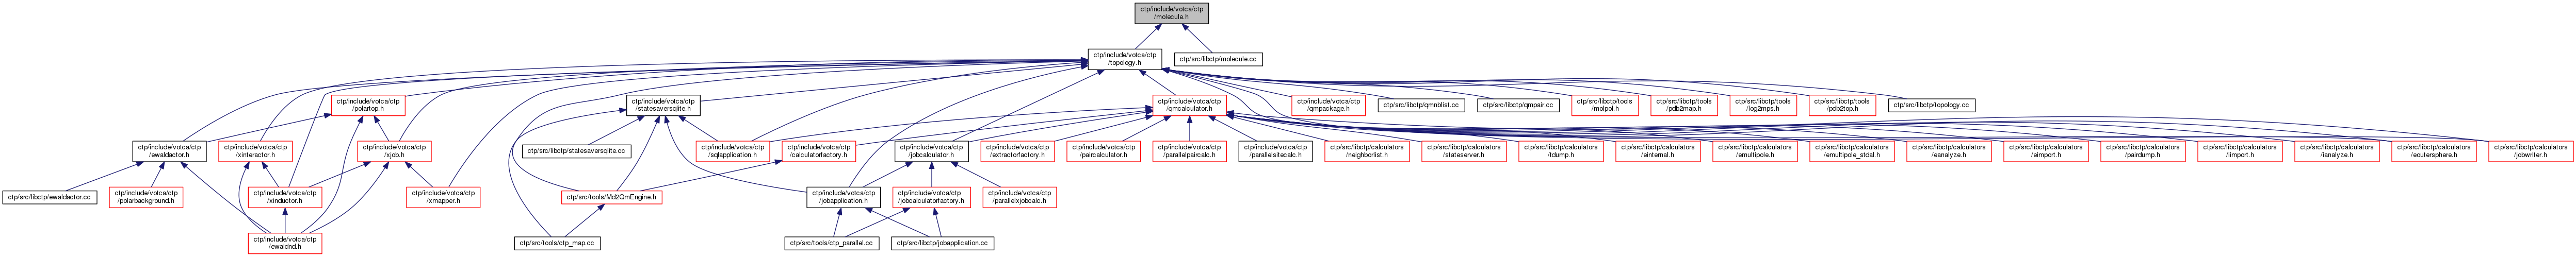 ctp/include/votca/ctp
/molecule.h
ctp/include/votca/ctp
/topology.h
ctp/src/libctp/molecule.cc
ctp/include/votca/ctp
/polartop.h
ctp/include/votca/ctp
/statesaversqlite.h
ctp/include/votca/ctp
/qmcalculator.h
ctp/include/votca/ctp
/qmpackage.h
ctp/src/libctp/qmnblist.cc
ctp/src/libctp/qmpair.cc
ctp/src/libctp/tools
/molpol.h
ctp/src/libctp/tools
/pdb2map.h
ctp/src/libctp/tools
/log2mps.h
ctp/src/libctp/tools
/pdb2top.h
ctp/src/libctp/topology.cc
ctp/include/votca/ctp
/ewaldactor.h
ctp/include/votca/ctp
/xinteractor.h
ctp/include/votca/ctp
/xjob.h
ctp/src/libctp/statesaversqlite.cc
ctp/include/votca/ctp
/sqlapplication.h
ctp/include/votca/ctp
/calculatorfactory.h
ctp/include/votca/ctp
/jobcalculator.h
ctp/include/votca/ctp
/extractorfactory.h
ctp/include/votca/ctp
/paircalculator.h
ctp/include/votca/ctp
/parallelpaircalc.h
ctp/include/votca/ctp
/parallelsitecalc.h
ctp/src/libctp/calculators
/neighborlist.h
ctp/src/libctp/calculators
/stateserver.h
ctp/src/libctp/calculators
/tdump.h
ctp/src/libctp/calculators
/einternal.h
ctp/src/libctp/calculators
/emultipole.h
ctp/src/libctp/calculators
/emultipole_stdal.h
ctp/src/libctp/calculators
/eanalyze.h
ctp/src/libctp/calculators
/eimport.h
ctp/src/libctp/calculators
/pairdump.h
ctp/src/libctp/calculators
/iimport.h
ctp/src/libctp/calculators
/ianalyze.h
ctp/src/libctp/calculators
/eoutersphere.h
ctp/src/libctp/calculators
/jobwriter.h
ctp/src/libctp/ewaldactor.cc
ctp/include/votca/ctp
/polarbackground.h
ctp/include/votca/ctp
/xinductor.h
ctp/include/votca/ctp
/xmapper.h
ctp/src/tools/Md2QmEngine.h
ctp/include/votca/ctp
/jobapplication.h
ctp/include/votca/ctp
/jobcalculatorfactory.h
ctp/include/votca/ctp
/parallelxjobcalc.h
ctp/include/votca/ctp
/ewaldnd.h
ctp/src/tools/ctp_map.cc
ctp/src/tools/ctp_parallel.cc
ctp/src/libctp/jobapplication.cc